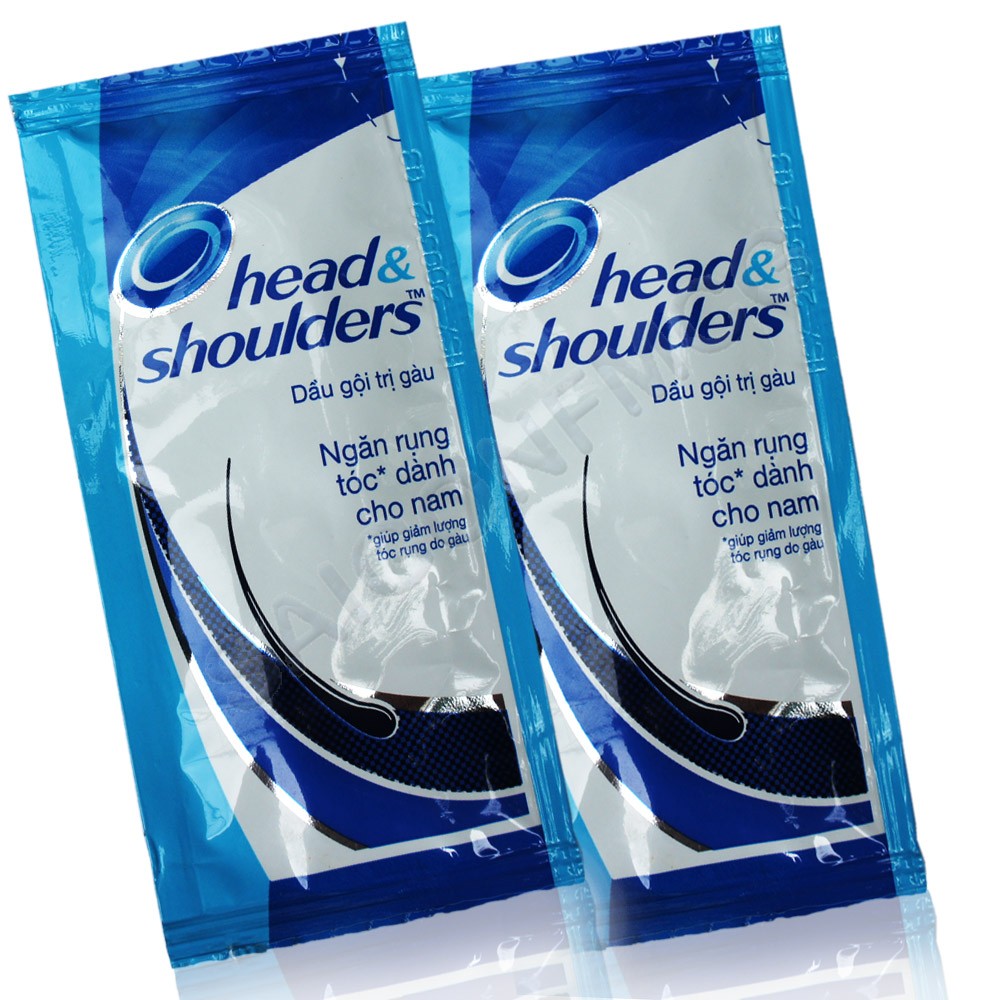 head &
shoulders™
Dầu gội trị gàu
Ngăn rụng
tóc* dành
cho nam
*giúp giảm lượng
tóc rụng do gàu
head &
shoulders™
Dầu gội trị gàu
Ngăn rụng
tóc* dành
cho nam
*giúp giảm lượng
tóc rụng do gàu